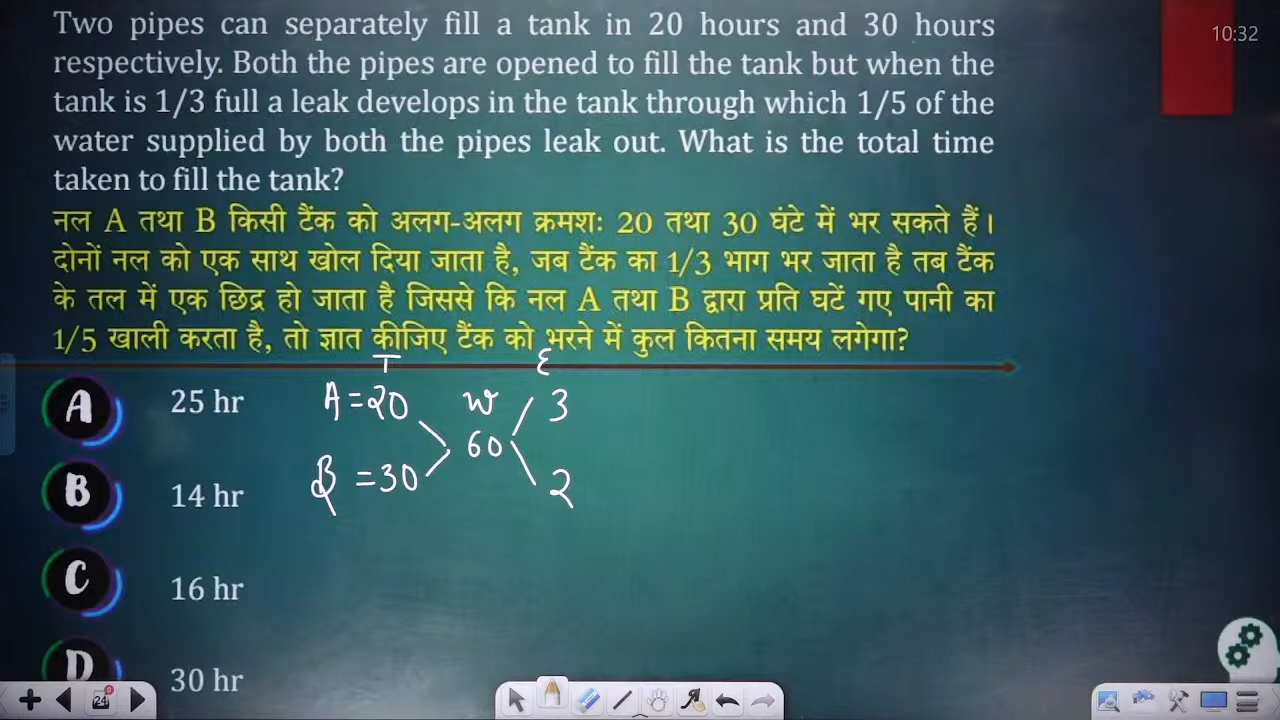 Two pipes can separately fill a tank in 20 hours and 30 hours
10:32
respectively. Both the pipes are opened to fill the tank but when the
tank is 1/3 full a leak develops in the tank through which 1/5 of the
water supplied by both the pipes leak out. What is the total time
taken to fill the tank?
नल A तथा B किसी टैंक को अलग-अलग क्रमशः 20 तथा 30 घंटे में भर सकते हैं।
दोनों नल को एक साथ खोल दिया जाता है, जब टैंक का 1/3 भाग भर जाता है तब टैंक
के तल में एक छिद्र हो जाता है जिससे कि नल A तथा B द्वारा प्रति घटें गए पानी का
1/5 खाली करता है, तो ज्ञात कीजिए टैंक को भरने में कुल कितना समय लगेगा?
T E
A 25 hr A = 20 W 3
60
B 14 hr B = 30 2
C 16 hr
D 30 hr
24